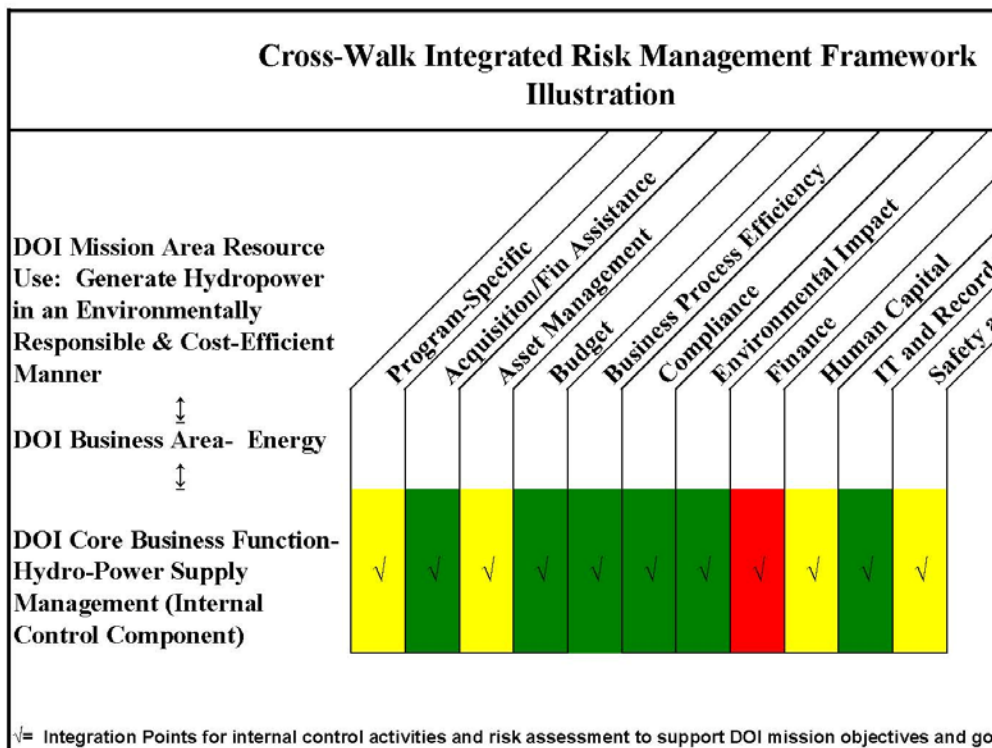 Cross-Walk Integrated Risk Management Framework
Illustration
Program-Specific
Acquisition/Fin Assistance
Asset Management
Budget
Business Process Efficiency
Compliance
Environmental Impact
Finance
Human Capital
IT and Record
Safety a
DOI Mission Area Resource
Use: Generate Hydropower
in an Environmentally
Responsible & Cost-Efficient
Manner
↕
DOI Business Area- Energy
↕
DOI Core Business Function-
Hydro-Power Supply
Management (Internal
Control Component)
√ √ √ √ √ √ √ √ √ √ √
√= Integration Points for internal control activities and risk assessment to support DOI mission objectives and go